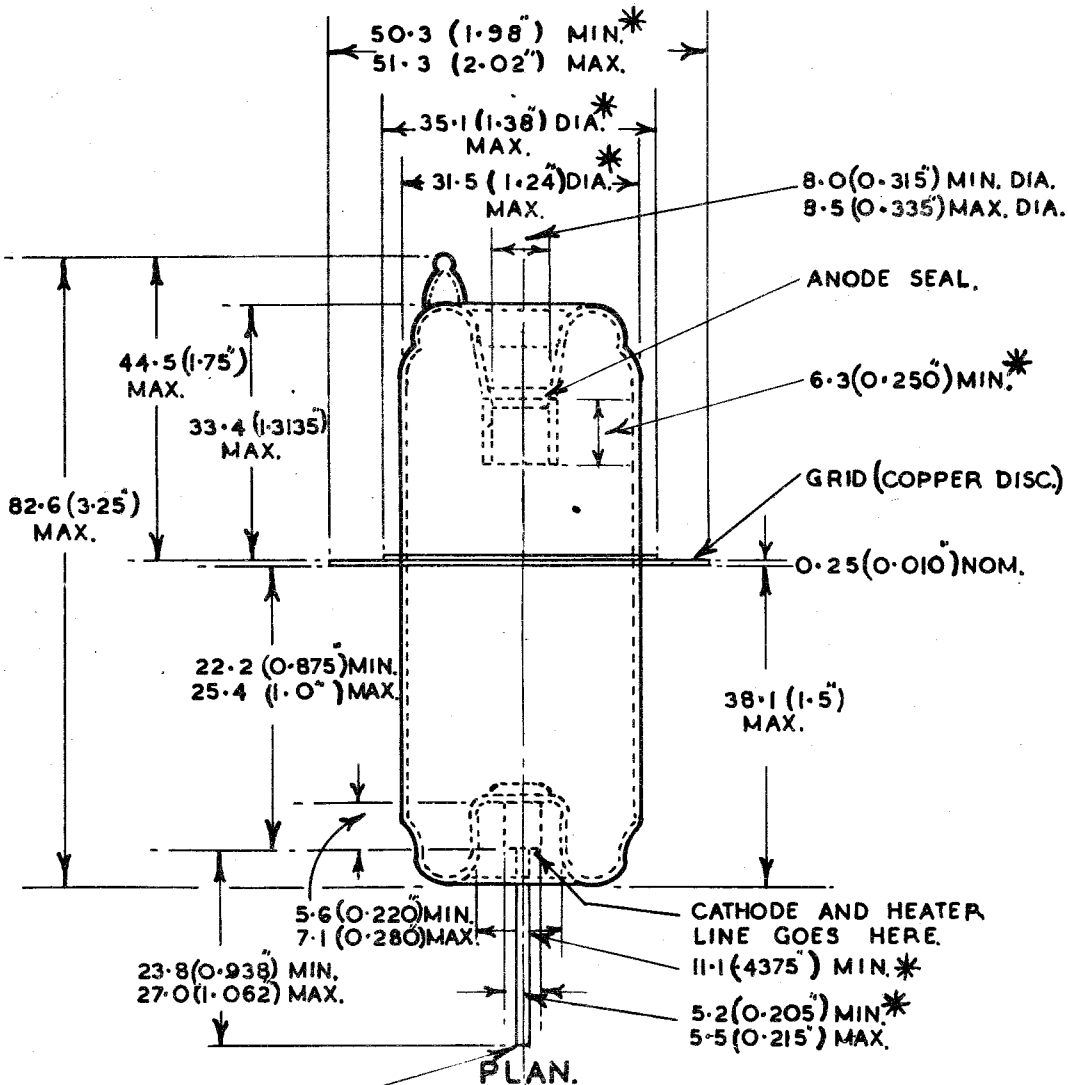 50·3 (1·98") MIN.*
51·3 (2·02") MAX.
35·1 (1·38") DIA.*
MAX.
31·5 (1·24") DIA.*
MAX.
8·0 (0·315") MIN. DIA.
8·5 (0·335") MAX. DIA.
ANODE SEAL.
44·5 (1·75")
MAX.
6·3 (0·250") MIN.*
33·4 (1·3135")
MAX.
GRID (COPPER DISC.)
82·6 (3·25")
MAX.
0·25 (0·010") NOM.
22·2 (0·875") MIN.
25·4 (1·0") MAX.
38·1 (1·5")
MAX.
5·6 (0·220") MIN.
7·1 (0·280") MAX.
CATHODE AND HEATER
LINE GOES HERE.
23·8 (0·938") MIN.
27·0 (1·062") MAX.
11·1 (·4375") MIN.*
5·2 (0·205") MIN.*
5·5 (0·215") MAX.
PLAN.